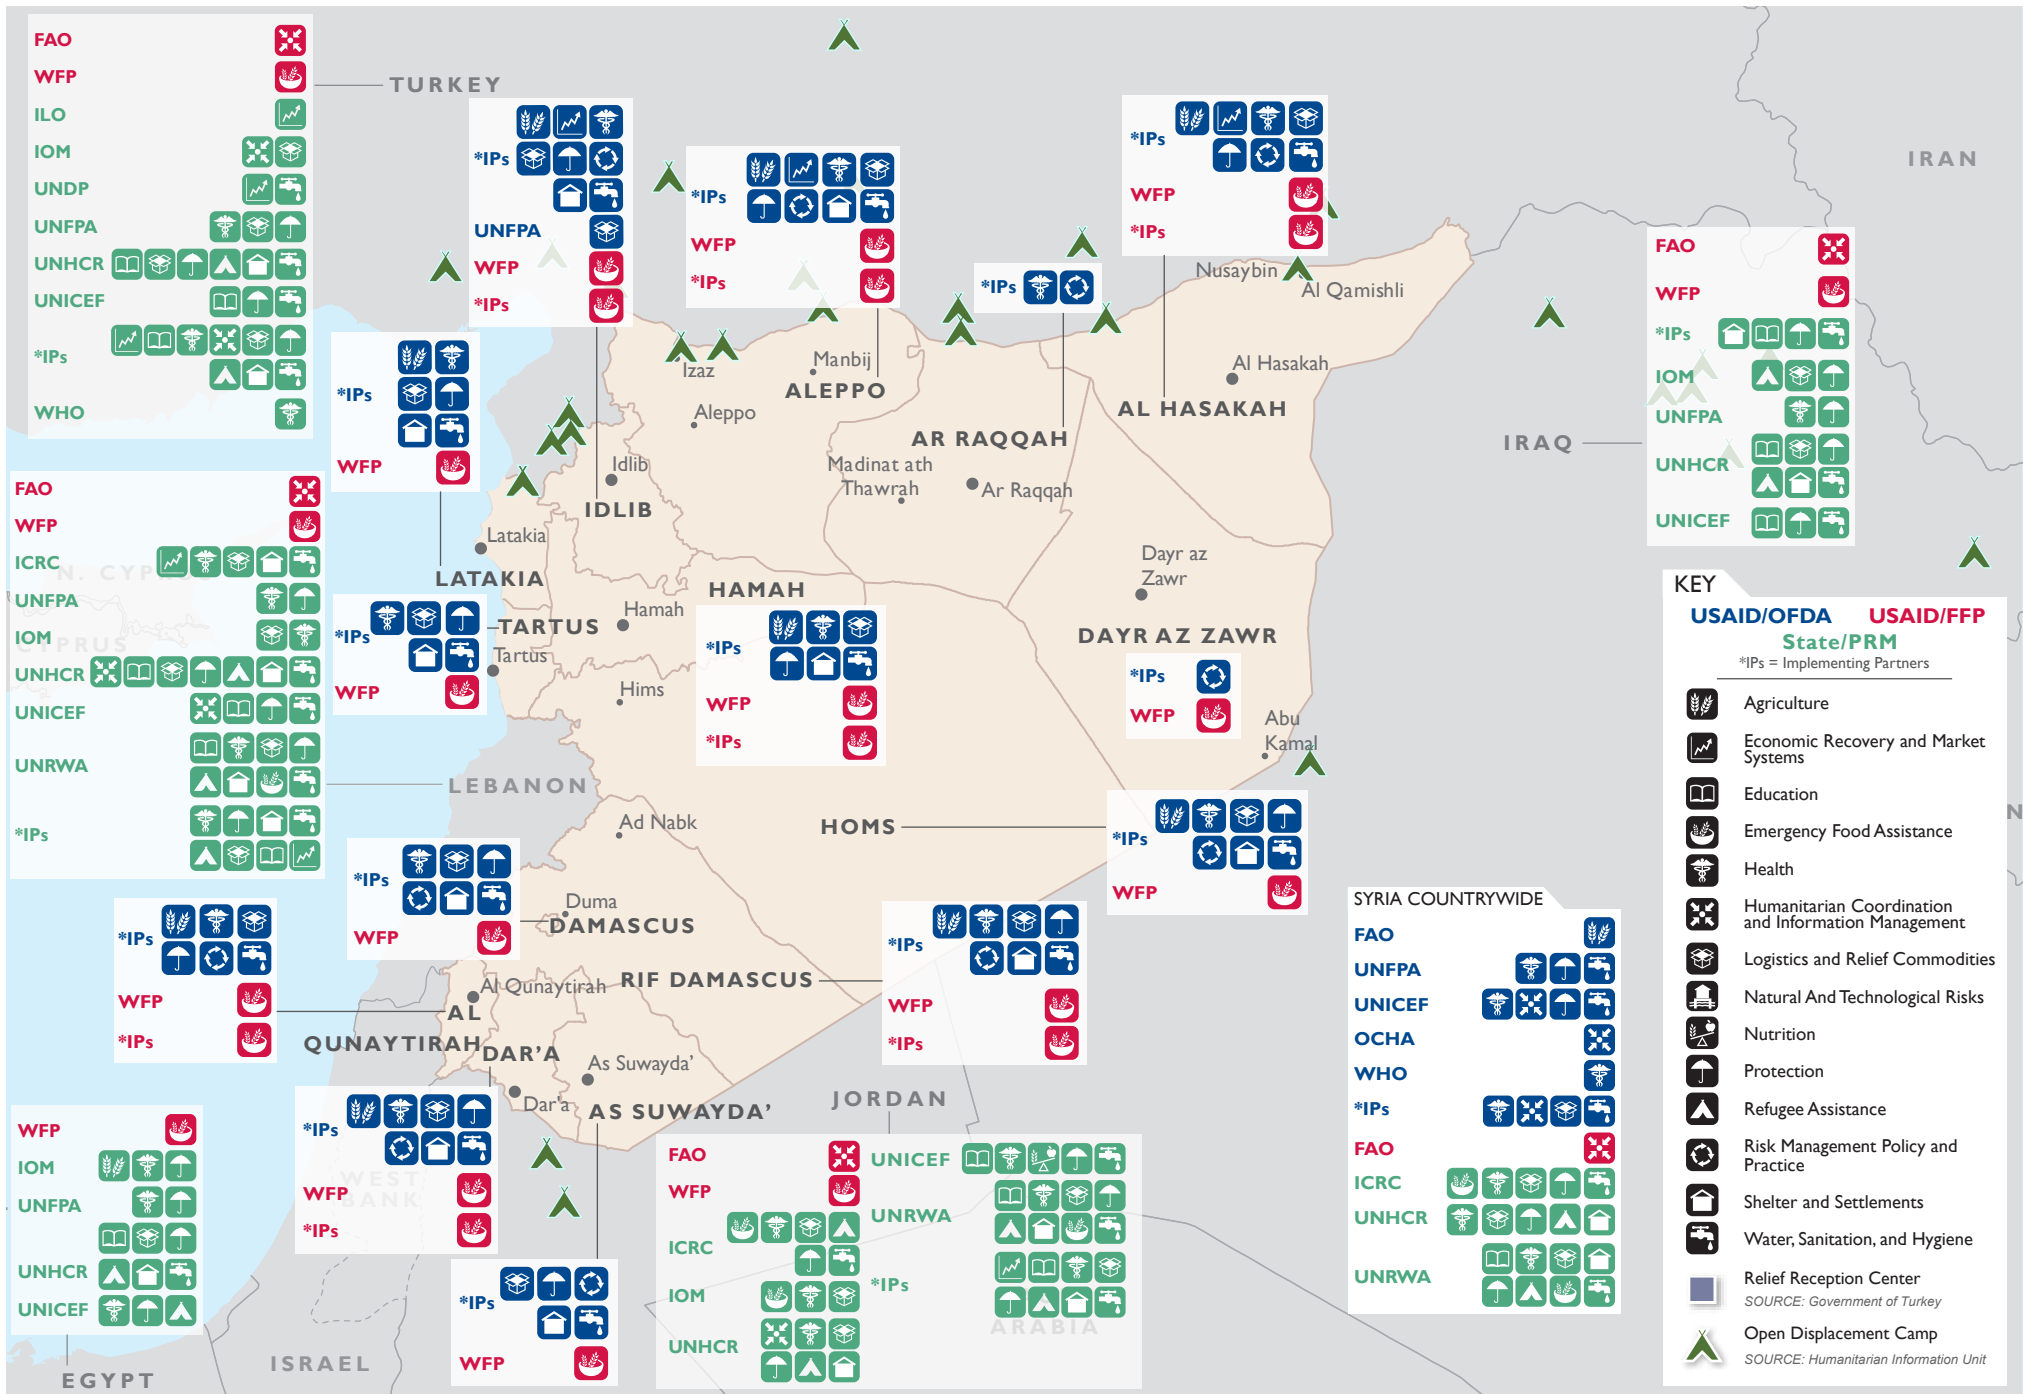 FAO
WFP
ILO
IOM
UNDP
UNFPA
UNHCR
UNICEF
*IPs
WHO
TURKEY
*IPs
UNFPA
WFP
*IPs
*IPs
WFP
*IPs
*IPs
WFP
*IPs
*IPs
IRAN
Nusaybin
Al Qamishli
FAO
WFP
*IPs
IOM
UNFPA
UNHCR
UNICEF
IRAQ
*IPs
WFP
Izaz
Manbij
ALEPPO
Aleppo
Al Hasakah
AL HASAKAH
AR RAQQAH
Madinat ath
Thawrah
Ar Raqqah
Idlib
IDLIB
Latakia
LATAKIA
FAO
WFP
ICRC
N. CYPRUS
UNFPA
IOM
CYPRUS
UNHCR
UNICEF
UNRWA
*IPs
LEBANON
*IPs
WFP
TARTUS
Tartus
HAMAH
Hamah
*IPs
WFP
*IPs
Hims
Dayr az
Zawr
DAYR AZ ZAWR
*IPs
WFP
Abu
Kamal
HOMS
*IPs
WFP
Ad Nabk
*IPs
WFP
Duma
DAMASCUS
*IPs
WFP
*IPs
Al Qunaytirah
AL
QUNAYTIRAH
RIF DAMASCUS
*IPs
WFP
*IPs
DAR'A
As Suwayda'
Dar'a
AS SUWAYDA'
*IPs
WFP
*IPs
WEST
BANK
WFP
IOM
UNFPA
UNHCR
UNICEF
EGYPT
ISRAEL
*IPs
WFP
JORDAN
FAO
WFP
ICRC
IOM
UNHCR
UNICEF
UNRWA
*IPs
ARABIA
SYRIA COUNTRYWIDE
FAO
UNFPA
UNICEF
OCHA
WHO
*IPs
FAO
ICRC
UNHCR
UNRWA
KEY
USAID/OFDA USAID/FFP
State/PRM
*IPs = Implementing Partners
Agriculture
Economic Recovery and Market
Systems
Education
Emergency Food Assistance
Health
Humanitarian Coordination
and Information Management
Logistics and Relief Commodities
Natural And Technological Risks
Nutrition
Protection
Refugee Assistance
Risk Management Policy and
Practice
Shelter and Settlements
Water, Sanitation, and Hygiene
Relief Reception Center
SOURCE: Government of Turkey
Open Displacement Camp
SOURCE: Humanitarian Information Unit